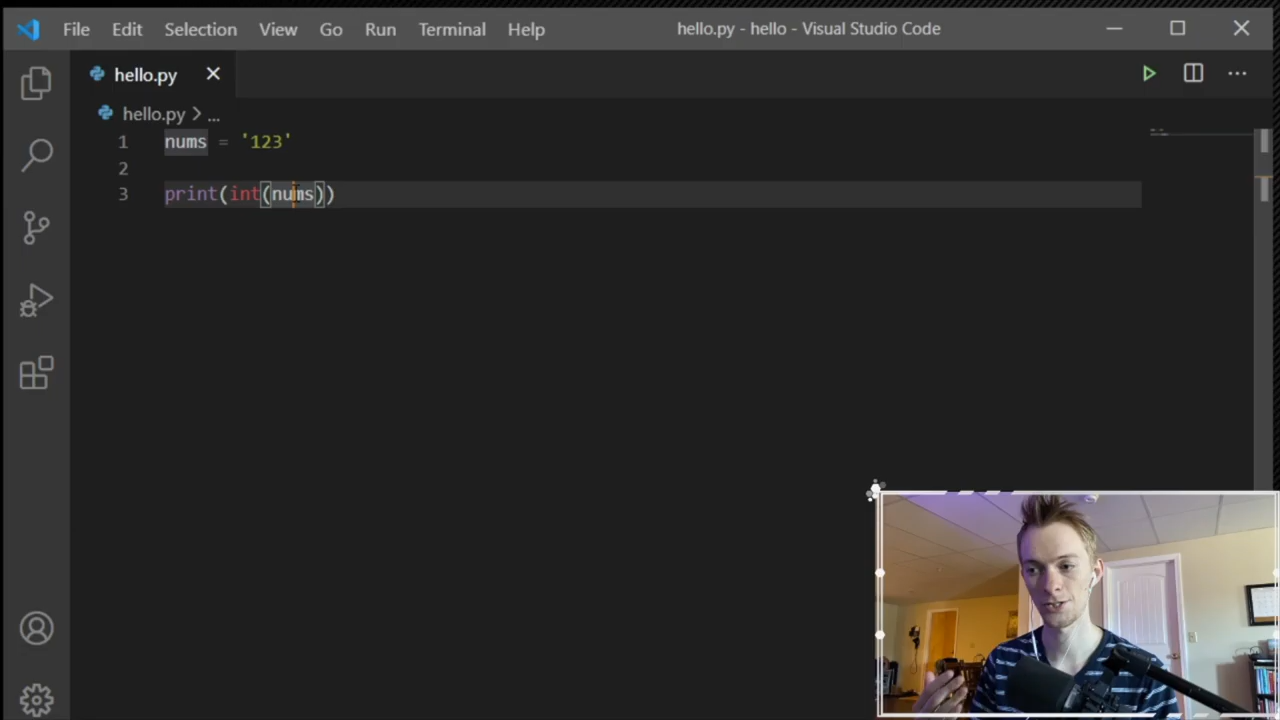 File Edit Selection View Go Run Terminal Help hello.py - hello - Visual Studio Code
hello.py
hello.py > ...
1 nums = '123'
2
3 print(int(nums))